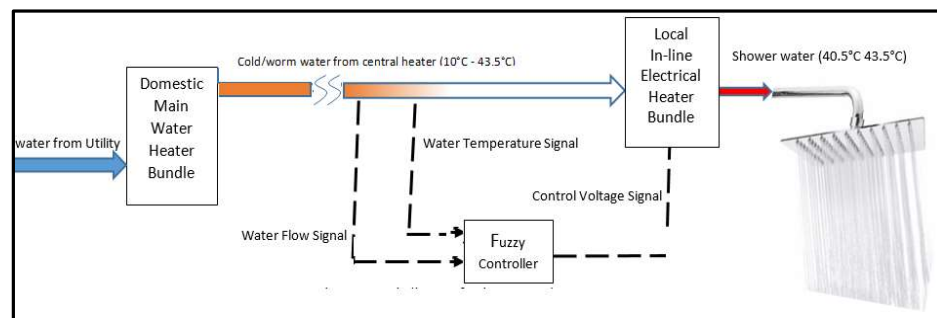 Cold/worm water from central heater (10°C - 43.5°C)
Local
In-line
Electrical
Heater
Bundle
Shower water (40.5°C 43.5°C)
Domestic
Main
Water
Heater
Bundle
water from Utility
Water Temperature Signal
Control Voltage Signal
Water Flow Signal
Fuzzy
Controller